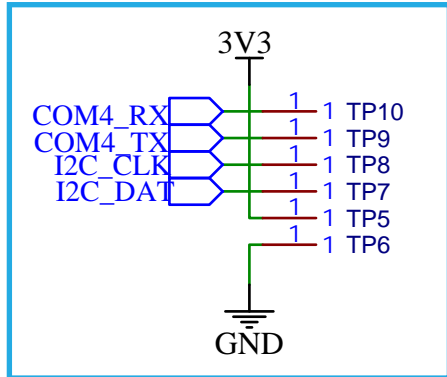 3V3
COM4_RX 1 1 TP10
COM4_TX 1 1 TP9
I2C_CLK 1 1 TP8
I2C_DAT 1 1 TP7
1 1 TP5
1 1 TP6
GND